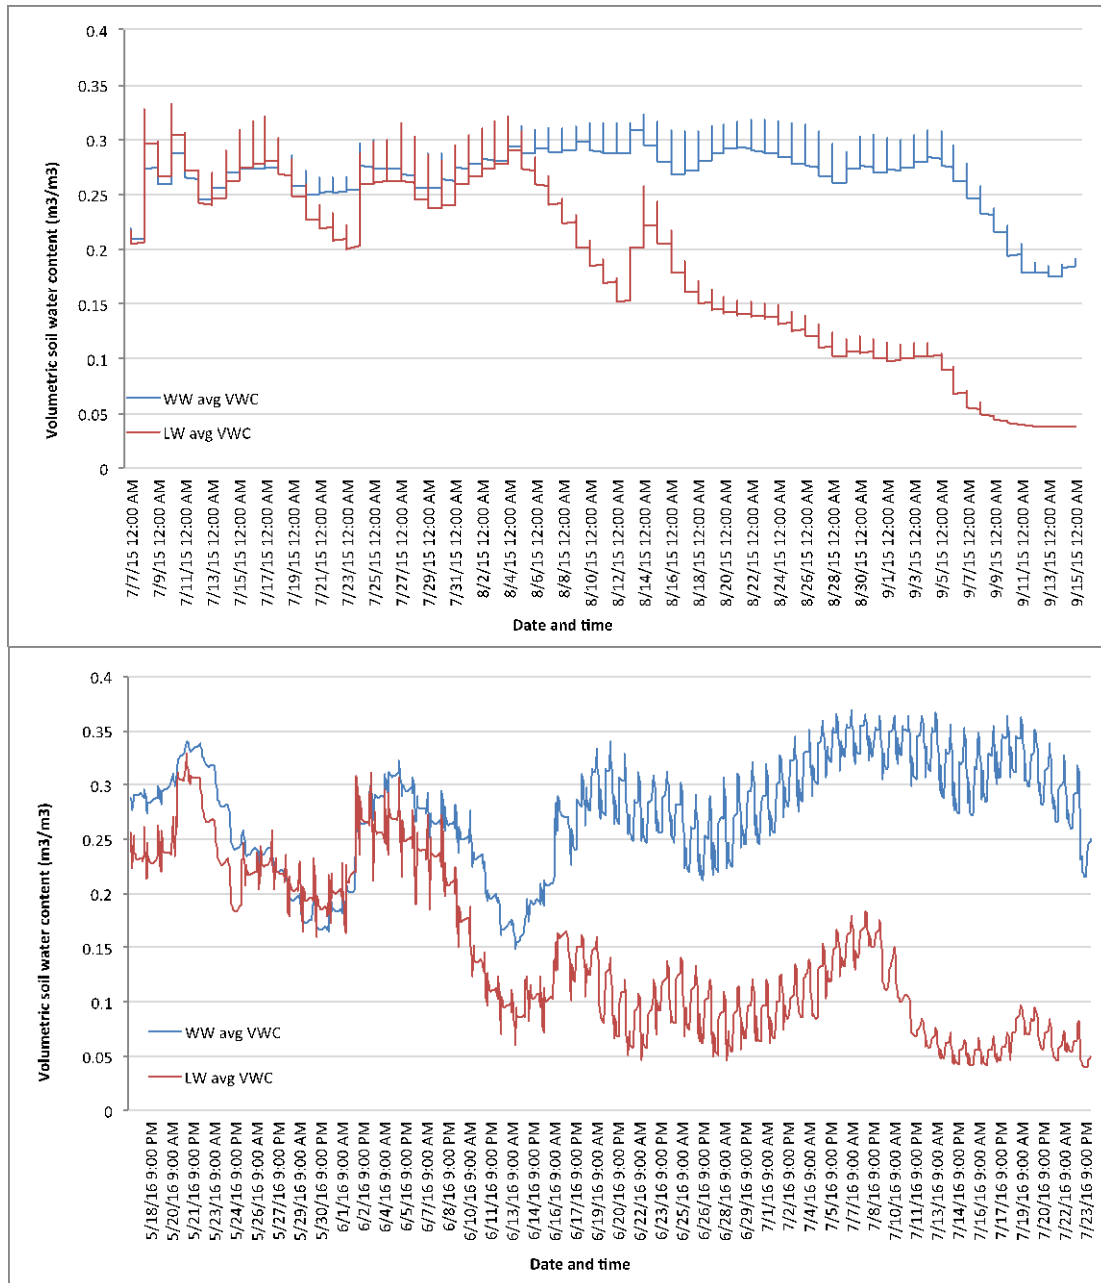 0.4
0.35
0.3
0.25
0.2
0.15
0.1
0.05
0
Volumetric soil water content (m3/m3)
WW avg VWC
LW avg VWC
7/7/15 12:00 AM
7/9/15 12:00 AM
7/11/15 12:00 AM
7/13/15 12:00 AM
7/15/15 12:00 AM
7/17/15 12:00 AM
7/19/15 12:00 AM
7/21/15 12:00 AM
7/23/15 12:00 AM
7/25/15 12:00 AM
7/27/15 12:00 AM
7/29/15 12:00 AM
7/31/15 12:00 AM
8/2/15 12:00 AM
8/4/15 12:00 AM
8/6/15 12:00 AM
8/8/15 12:00 AM
8/10/15 12:00 AM
8/12/15 12:00 AM
8/14/15 12:00 AM
8/16/15 12:00 AM
8/18/15 12:00 AM
8/20/15 12:00 AM
8/22/15 12:00 AM
8/24/15 12:00 AM
8/26/15 12:00 AM
8/28/15 12:00 AM
8/30/15 12:00 AM
9/1/15 12:00 AM
9/3/15 12:00 AM
9/5/15 12:00 AM
9/7/15 12:00 AM
9/9/15 12:00 AM
9/11/15 12:00 AM
9/13/15 12:00 AM
9/15/15 12:00 AM
Date and time
0.4
0.35
0.3
0.25
0.2
0.15
0.1
0.05
0
Volumetric soil water content (m3/m3)
WW avg VWC
LW avg VWC
5/18/16 9:00 PM
5/20/16 9:00 AM
5/21/16 9:00 PM
5/23/16 9:00 AM
5/24/16 9:00 PM
5/26/16 9:00 AM
5/27/16 9:00 PM
5/29/16 9:00 AM
5/30/16 9:00 PM
6/1/16 9:00 AM
6/2/16 9:00 PM
6/4/16 9:00 AM
6/5/16 9:00 PM
6/7/16 9:00 AM
6/8/16 9:00 PM
6/10/16 9:00 AM
6/11/16 9:00 PM
6/13/16 9:00 AM
6/14/16 9:00 PM
6/16/16 9:00 AM
6/17/16 9:00 PM
6/19/16 9:00 AM
6/20/16 9:00 PM
6/22/16 9:00 AM
6/23/16 9:00 PM
6/25/16 9:00 AM
6/26/16 9:00 PM
6/28/16 9:00 AM
6/29/16 9:00 PM
7/1/16 9:00 AM
7/2/16 9:00 PM
7/4/16 9:00 AM
7/5/16 9:00 PM
7/7/16 9:00 AM
7/8/16 9:00 PM
7/10/16 9:00 AM
7/11/16 9:00 PM
7/13/16 9:00 AM
7/14/16 9:00 PM
7/16/16 9:00 AM
7/17/16 9:00 PM
7/19/16 9:00 AM
7/20/16 9:00 PM
7/22/16 9:00 AM
7/23/16 9:00 PM
Date and time